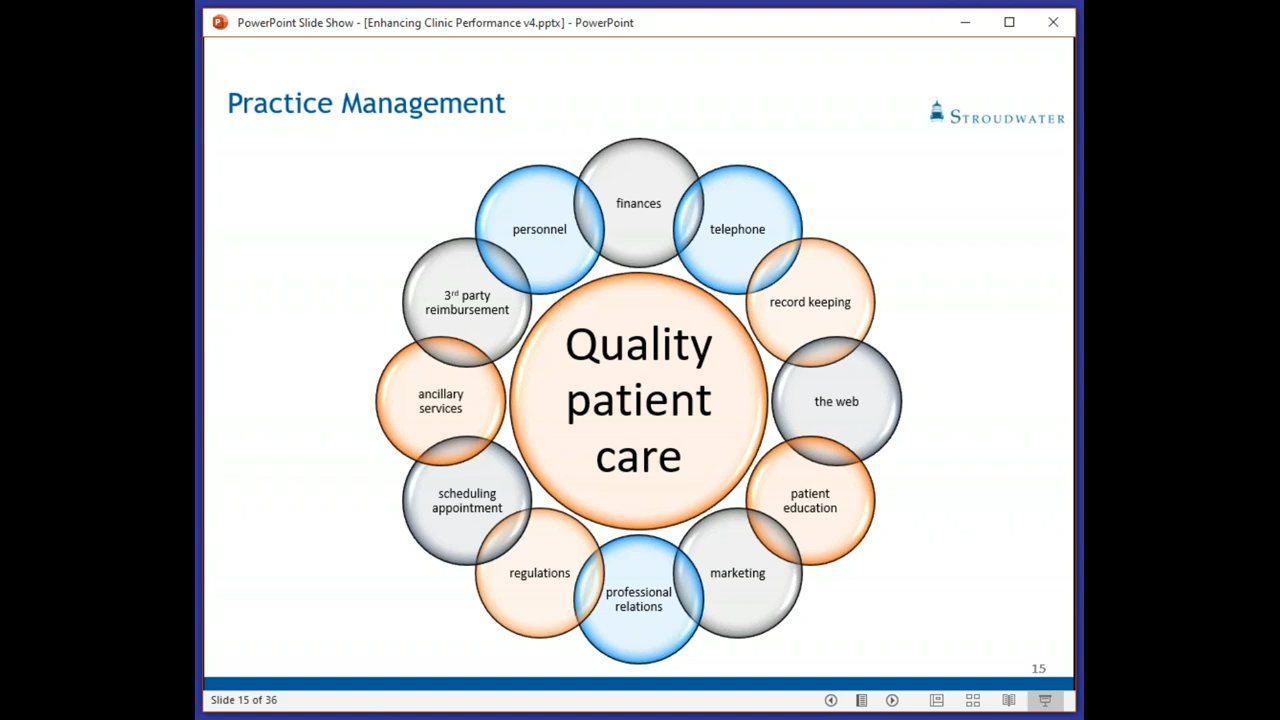 PowerPoint Slide Show - [Enhancing Clinic Performance v4.pptx] - PowerPoint
Practice Management
STROUDWATER
finances
personnel
telephone
3rd party
reimbursement
record keeping
Quality
patient
care
ancillary
services
the web
scheduling
appointment
patient
education
regulations
marketing
professional
relations
15
Slide 15 of 36